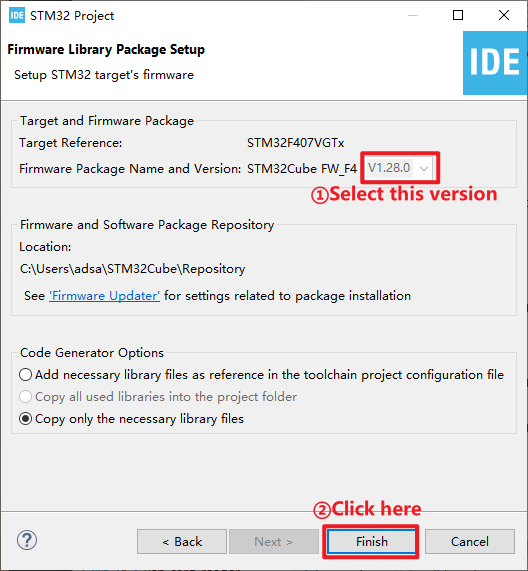 IDE STM32 Project
Firmware Library Package Setup
Setup STM32 target's firmware
IDE
Target and Firmware Package
Target Reference: STM32F407VGTx
Firmware Package Name and Version: STM32Cube FW_F4 V1.28.0
①Select this version
Firmware and Software Package Repository
Location:
C:\Users\adsa\STM32Cube\Repository
See 'Firmware Updater' for settings related to package installation
Code Generator Options
Add necessary library files as reference in the toolchain project configuration file
Copy all used libraries into the project folder
Copy only the necessary library files
②Click here
? < Back Next > Finish Cancel